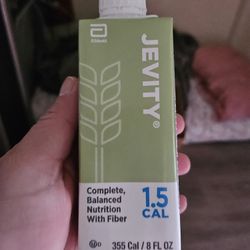 Abbott
JEVITY®
Complete,
Balanced
Nutrition
With Fiber
1.5
CAL
355 Cal / 8 FL OZ